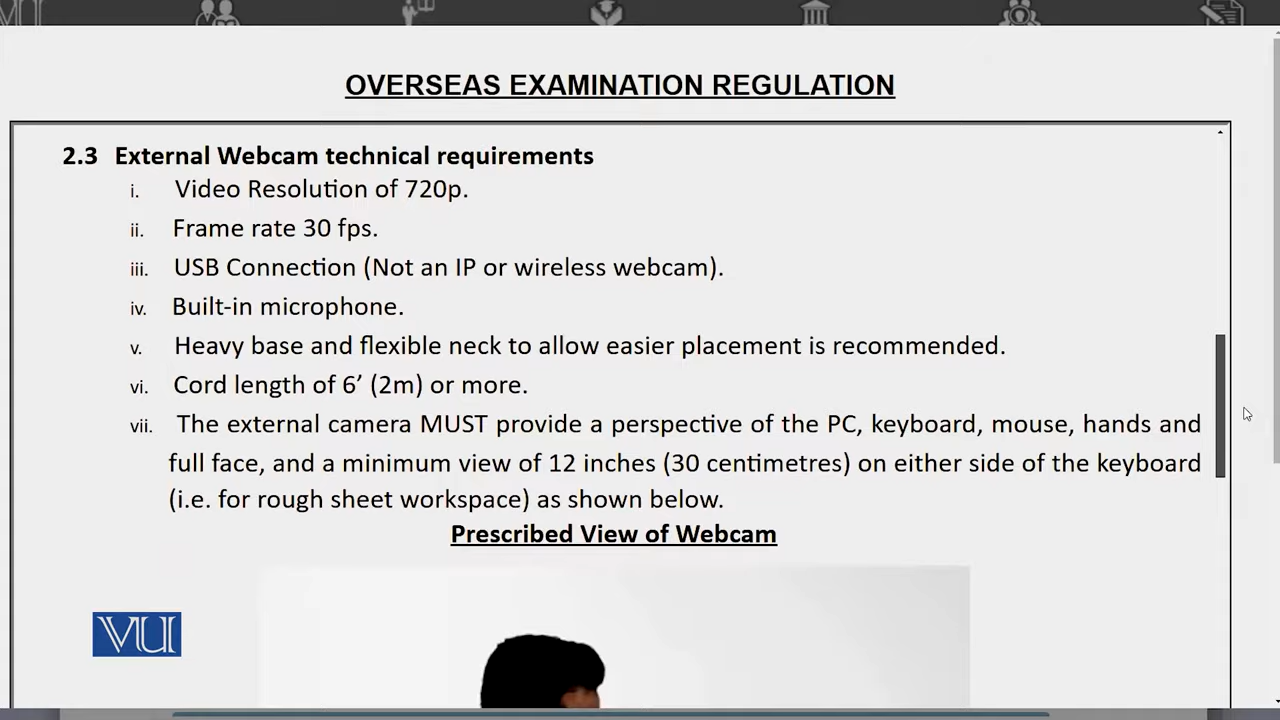 OVERSEAS EXAMINATION REGULATION
2.3 External Webcam technical requirements
i. Video Resolution of 720p.
ii. Frame rate 30 fps.
iii. USB Connection (Not an IP or wireless webcam).
iv. Built-in microphone.
v. Heavy base and flexible neck to allow easier placement is recommended.
vi. Cord length of 6’ (2m) or more.
vii. The external camera MUST provide a perspective of the PC, keyboard, mouse, hands and
full face, and a minimum view of 12 inches (30 centimetres) on either side of the keyboard
(i.e. for rough sheet workspace) as shown below.
Prescribed View of Webcam
VU